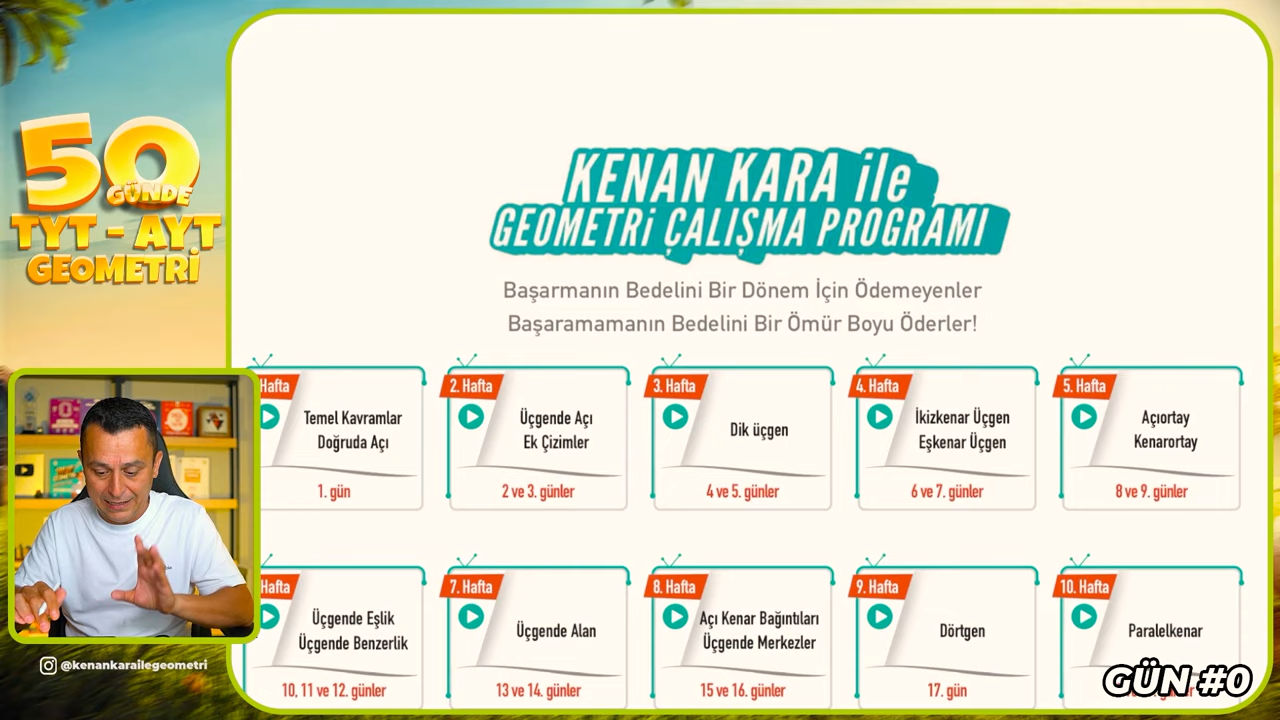 50
GÜNDE
TYT - AYT
GEOMETRİ
KENAN KARA ile
GEOMETRİ ÇALIŞMA PROGRAMI
Başarmanın Bedelini Bir Dönem İçin Ödemeyenler
Başaramamanın Bedelini Bir Ömür Boyu Öderler!
Hafta
Temel Kavramlar
Doğruda Açı
1. gün
2. Hafta
Üçgende Açı
Ek Çizimler
2 ve 3. günler
3. Hafta
Dik üçgen
4 ve 5. günler
4. Hafta
İkizkenar Üçgen
Eşkenar Üçgen
6 ve 7. günler
5. Hafta
Açıortay
Kenarortay
8 ve 9. günler
Hafta
Üçgende Eşlik
Üçgende Benzerlik
10, 11 ve 12. günler
7. Hafta
Üçgende Alan
13 ve 14. günler
8. Hafta
Açı Kenar Bağıntıları
Üçgende Merkezler
15 ve 16. günler
9. Hafta
Dörtgen
17. gün
10. Hafta
Paralelkenar
GÜN #0
@kenankarailegeometri